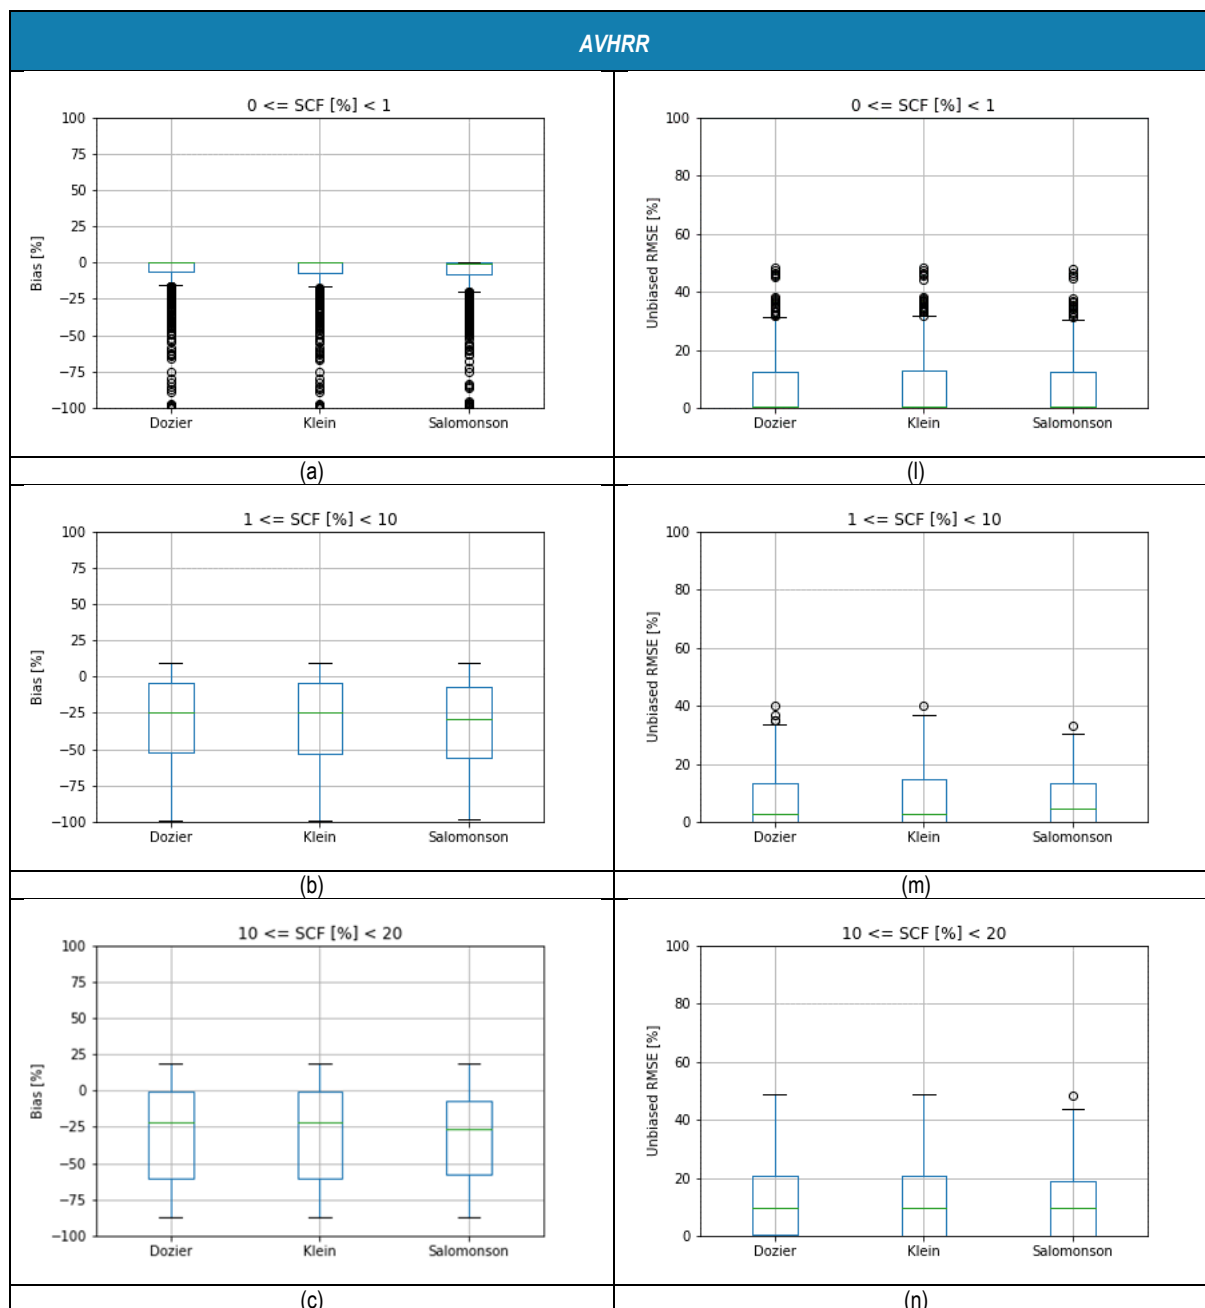 AVHRR
0 <= SCF [%] < 1
100
75
50
25
0
−25
−50
−75
−100
Bias [%]
Dozier Klein Salomonson
(a)
0 <= SCF [%] < 1
100
80
60
40
20
0
Unbiased RMSE [%]
Dozier Klein Salomonson
(l)
1 <= SCF [%] < 10
100
75
50
25
0
−25
−50
−75
−100
Bias [%]
Dozier Klein Salomonson
(b)
1 <= SCF [%] < 10
100
80
60
40
20
0
Unbiased RMSE [%]
Dozier Klein Salomonson
(m)
10 <= SCF [%] < 20
100
75
50
25
0
−25
−50
−75
−100
Bias [%]
Dozier Klein Salomonson
(c)
10 <= SCF [%] < 20
100
80
60
40
20
0
Unbiased RMSE [%]
Dozier Klein Salomonson
(n)